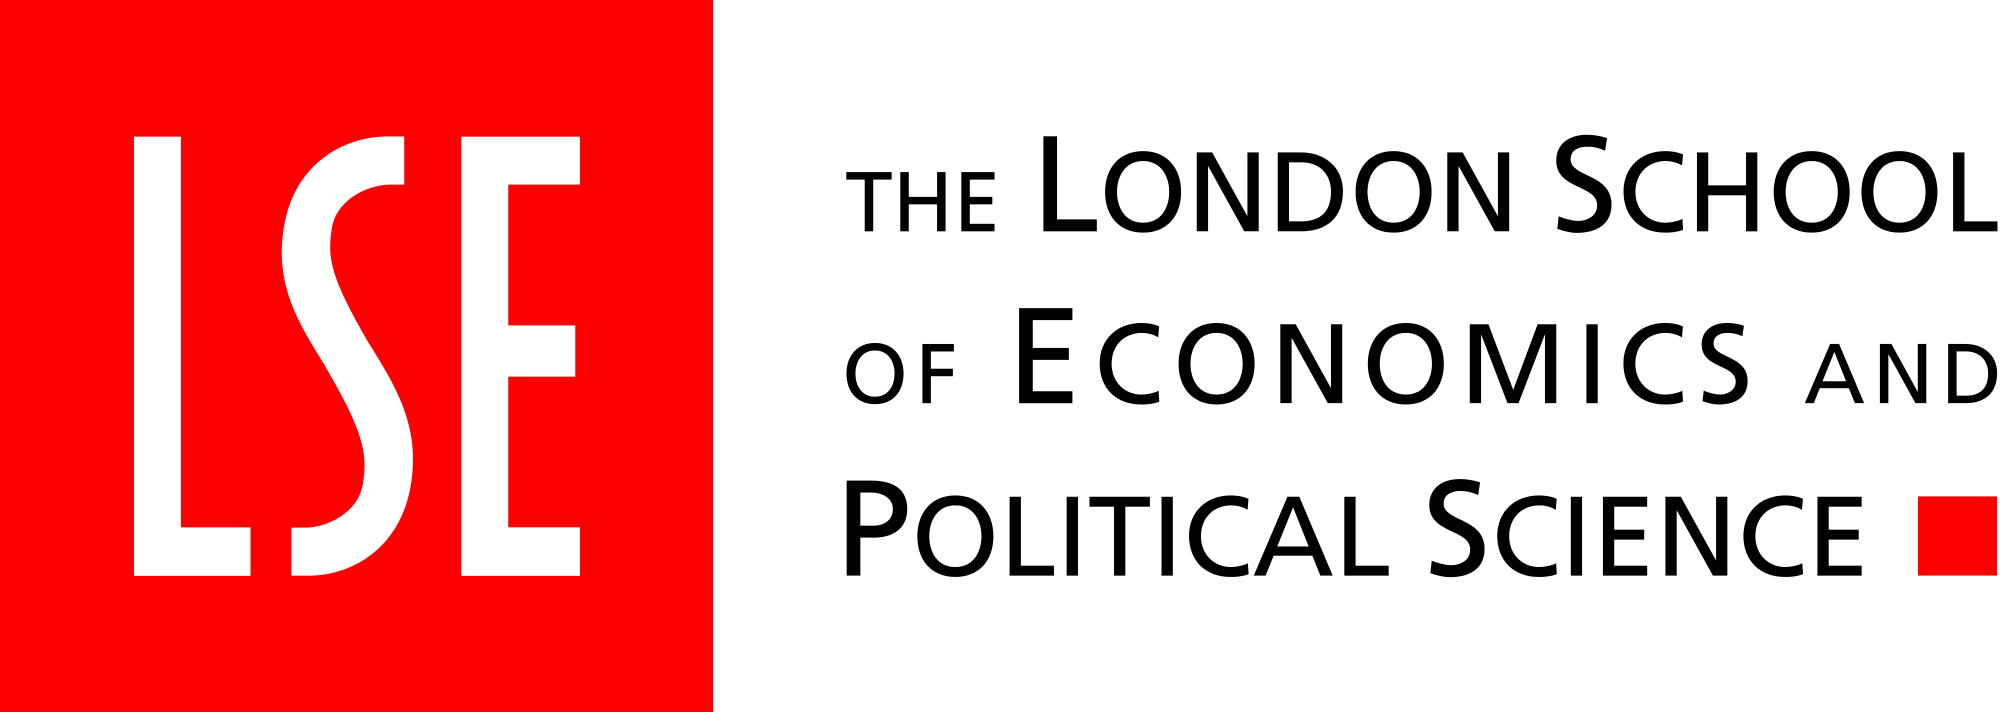 LSE
THE LONDON SCHOOL
OF ECONOMICS AND
POLITICAL SCIENCE